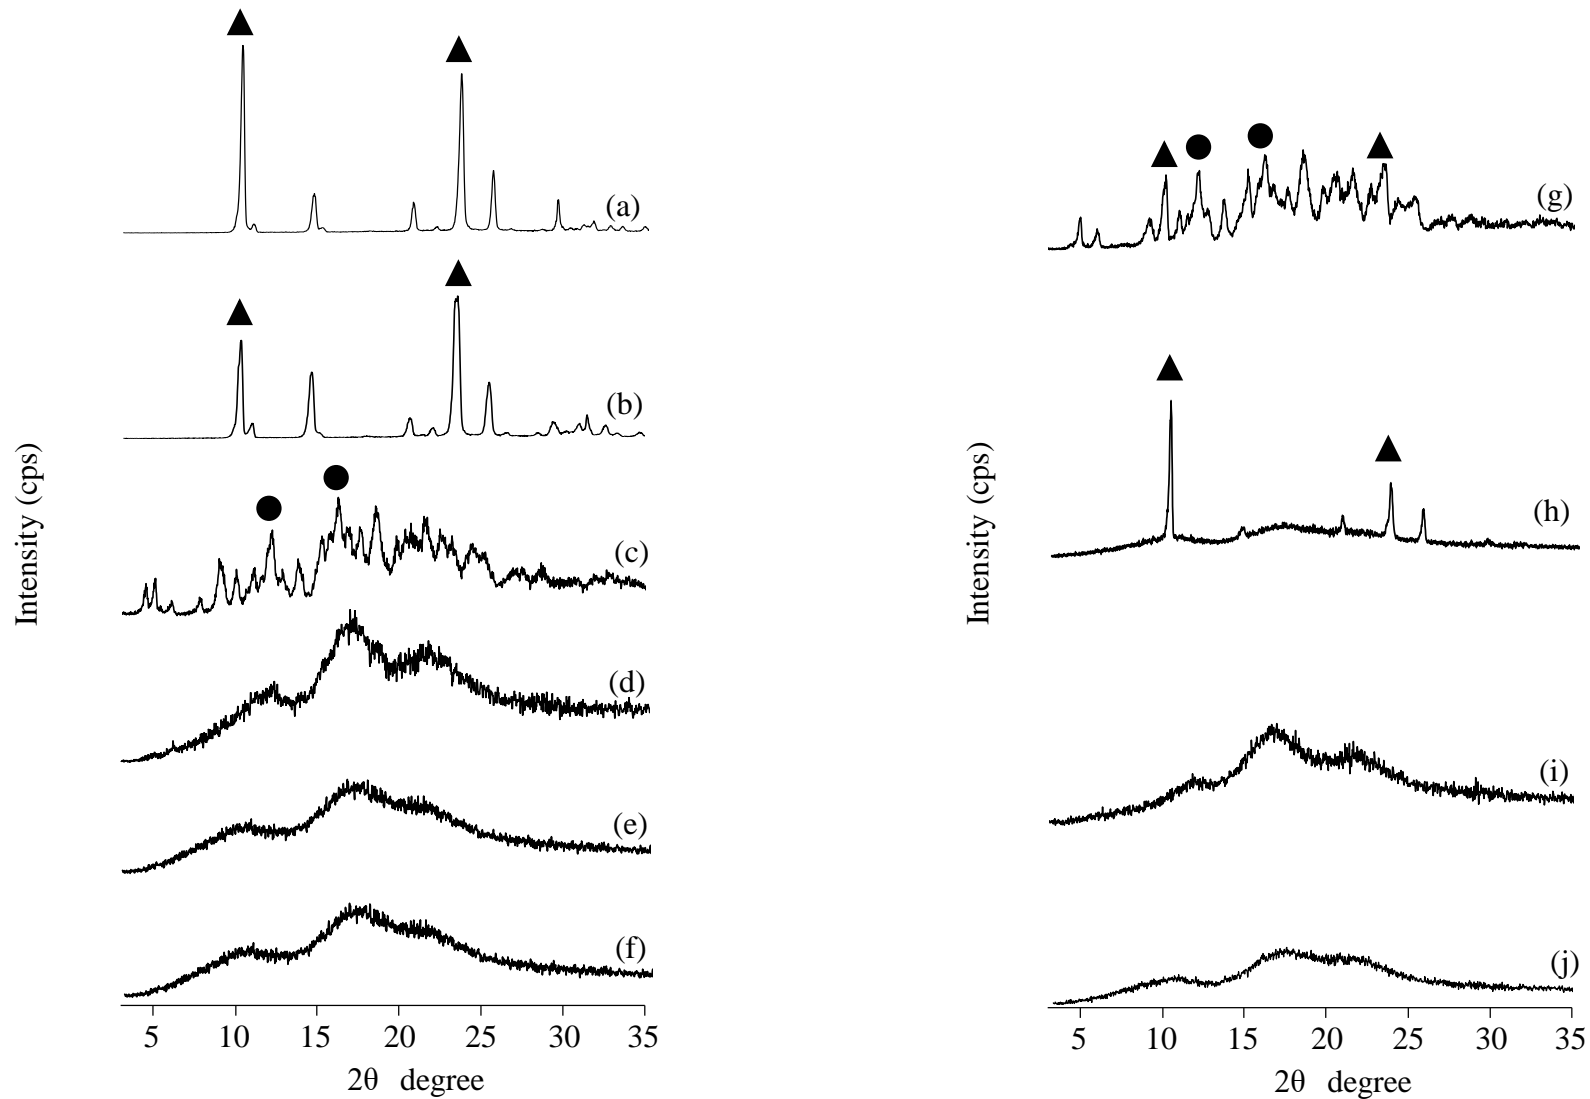 (a)
(b)
(c)
(d)
(e)
(f)
Intensity (cps)
5 10 15 20 25 30 35
2θ degree
(g)
(h)
(i)
(j)
Intensity (cps)
5 10 15 20 25 30 35
2θ degree